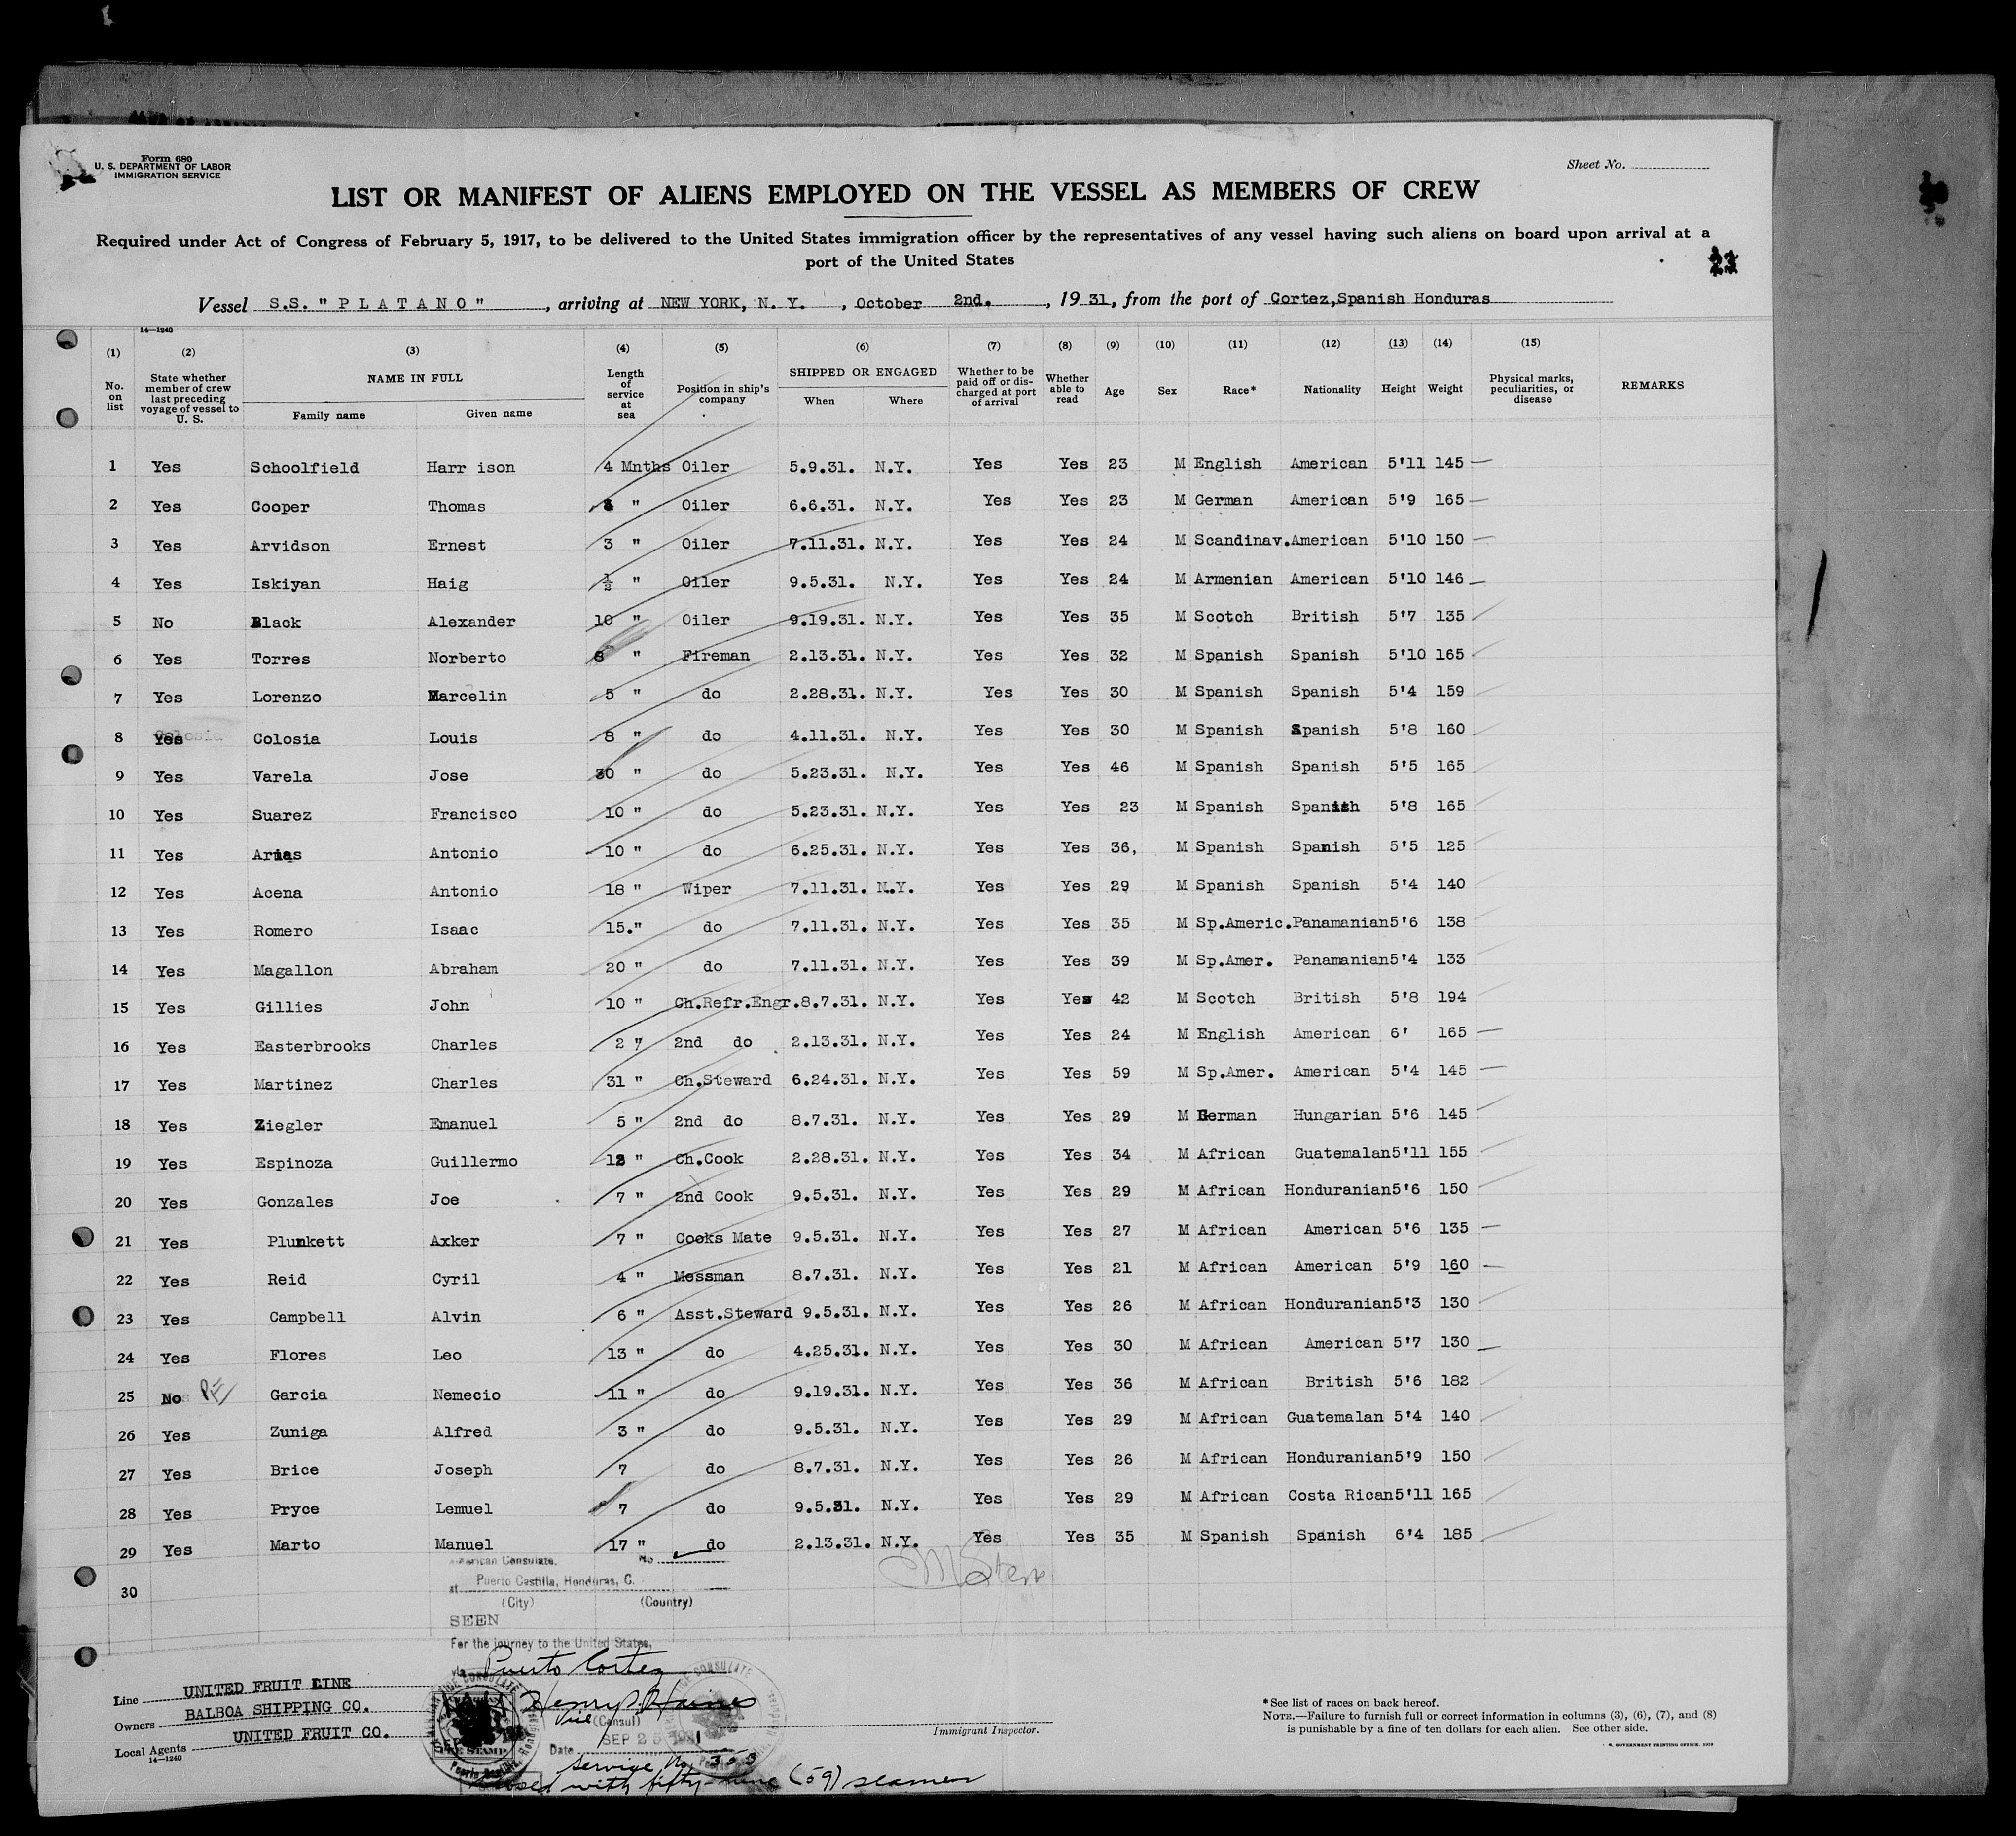 Form 680
U. S. DEPARTMENT OF LABOR
IMMIGRATION SERVICE
Sheet No.
LIST OR MANIFEST OF ALIENS EMPLOYED ON THE VESSEL AS MEMBERS OF CREW
Required under Act of Congress of February 5, 1917, to be delivered to the United States immigration officer by the representatives of any vessel having such aliens on board upon arrival at a
port of the United States
23
Vessel S.S. "PLATANO", arriving at NEW YORK, N. Y., October 2nd., 1931, from the port of Cortez,Spanish Honduras
14—1240
(1) (2) (3) (4) (5) (6) (7) (8) (9) (10) (11) (12) (13) (14) (15)
No. on list State whether member of crew last preceding voyage of vessel to U. S. NAME IN FULL Family name Given name Length of service at sea Position in ship's company SHIPPED OR ENGAGED When Where Whether to be paid off or discharged at port of arrival Whether able to read Age Sex Race* Nationality Height Weight Physical marks, peculiarities, or disease REMARKS
1 Yes Schoolfield Harr ison 4 Mnths Oiler 5.9.31. N.Y. Yes Yes 23 M English American 5'11 145 —
2 Yes Cooper Thomas " Oiler 6.6.31. N.Y. Yes Yes 23 M German American 5'9 165 —
3 Yes Arvidson Ernest 3 " Oiler 7.11.31. N.Y. Yes Yes 24 M Scandinav. American 5'10 150 —
4 Yes Iskiyan Haig ½ " Oiler 9.5.31. N.Y. Yes Yes 24 M Armenian American 5'10 146 —
5 No Black Alexander 10 " Oiler 9.19.31. N.Y. Yes Yes 35 M Scotch British 5'7 135
6 Yes Torres Norberto 8 " Fireman 2.13.31. N.Y. Yes Yes 32 M Spanish Spanish 5'10 165
7 Yes Lorenzo Marcelin 5 " do 2.28.31. N.Y. Yes Yes 30 M Spanish Spanish 5'4 159
8 Yes Colosia Louis 8 " do 4.11.31. N.Y. Yes Yes 30 M Spanish Spanish 5'8 160
9 Yes Varela Jose 30 " do 5.23.31. N.Y. Yes Yes 46 M Spanish Spanish 5'5 165
10 Yes Suarez Francisco 10 " do 5.23.31. N.Y. Yes Yes 23 M Spanish Spanish 5'8 165
11 Yes Arias Antonio 10 " do 6.25.31. N.Y. Yes Yes 36, M Spanish Spanish 5'5 125
12 Yes Acena Antonio 18 " Wiper 7.11.31. N.Y. Yes Yes 29 M Spanish Spanish 5'4 140
13 Yes Romero Isaac 15." do 7.11.31. N.Y. Yes Yes 35 M Sp.Americ. Panamanian 5'6 138
14 Yes Magallon Abraham 20 " do 7.11.31. N.Y. Yes Yes 39 M Sp.Amer. Panamanian 5'4 133
15 Yes Gillies John 10 " Ch.Refr.Engr. 8.7.31. N.Y. Yes Yes 42 M Scotch British 5'8 194
16 Yes Easterbrooks Charles 2 " 2nd do 2.13.31. N.Y. Yes Yes 24 M English American 6' 165 —
17 Yes Martinez Charles 31 " Ch.Steward 6.24.31. N.Y. Yes Yes 59 M Sp.Amer. American 5'4 145 —
18 Yes Ziegler Emanuel 5 " 2nd do 8.7.31. N.Y. Yes Yes 29 M German Hungarian 5'6 145
19 Yes Espinoza Guillermo " Ch.Cook 2.28.31. N.Y. Yes Yes 34 M African Guatemalan 5'11 155
20 Yes Gonzales Joe 7 " 2nd Cook 9.5.31. N.Y. Yes Yes 29 M African Honduranian 5'6 150
21 Yes Plunkett Axker 7 " Cooks Mate 9.5.31. N.Y. Yes Yes 27 M African American 5'6 135 —
22 Yes Reid Cyril 4 " Messman 8.7.31. N.Y. Yes Yes 21 M African American 5'9 160 —
23 Yes Campbell Alvin 6 " Asst.Steward 9.5.31. N.Y. Yes Yes 26 M African Honduranian 5'3 130
24 Yes Flores Leo 13 " do 4.25.31. N.Y. Yes Yes 30 M African American 5'7 130 —
25 No PE Garcia Nemecio 11 " do 9.19.31. N.Y. Yes Yes 36 M African British 5'6 182
26 Yes Zuniga Alfred 3 " do 9.5.31. N.Y. Yes Yes 29 M African Guatemalan 5'4 140
27 Yes Brice Joseph 7 do 8.7.31. N.Y. Yes Yes 26 M African Honduranian 5'9 150
28 Yes Pryce Lemuel 7 do 9.5.31. N.Y. Yes Yes 29 M African Costa Rican 5'11 165
29 Yes Marto Manuel 17 " do 2.13.31. N.Y. Yes Yes 35 M Spanish Spanish 6'4 185
30
American Consulate, No
at Puerto Castilla, Honduras, C.
(City) (Country)
SEEN
For the journey to the United States,
via Puerto Cortez
Henry D. Haines
Vice (Consul)
Date SEP 25 1931
Service No. 353
closed with fifty-nine (59) seamen
Line UNITED FRUIT LINE
Owners BALBOA SHIPPING CO.
Local Agents UNITED FRUIT CO.
14—1240
Immigrant Inspector.
*See list of races on back hereof.
NOTE.—Failure to furnish full or correct information in columns (3), (6), (7), and (8)
is punishable by a fine of ten dollars for each alien. See other side.
U. S. GOVERNMENT PRINTING OFFICE